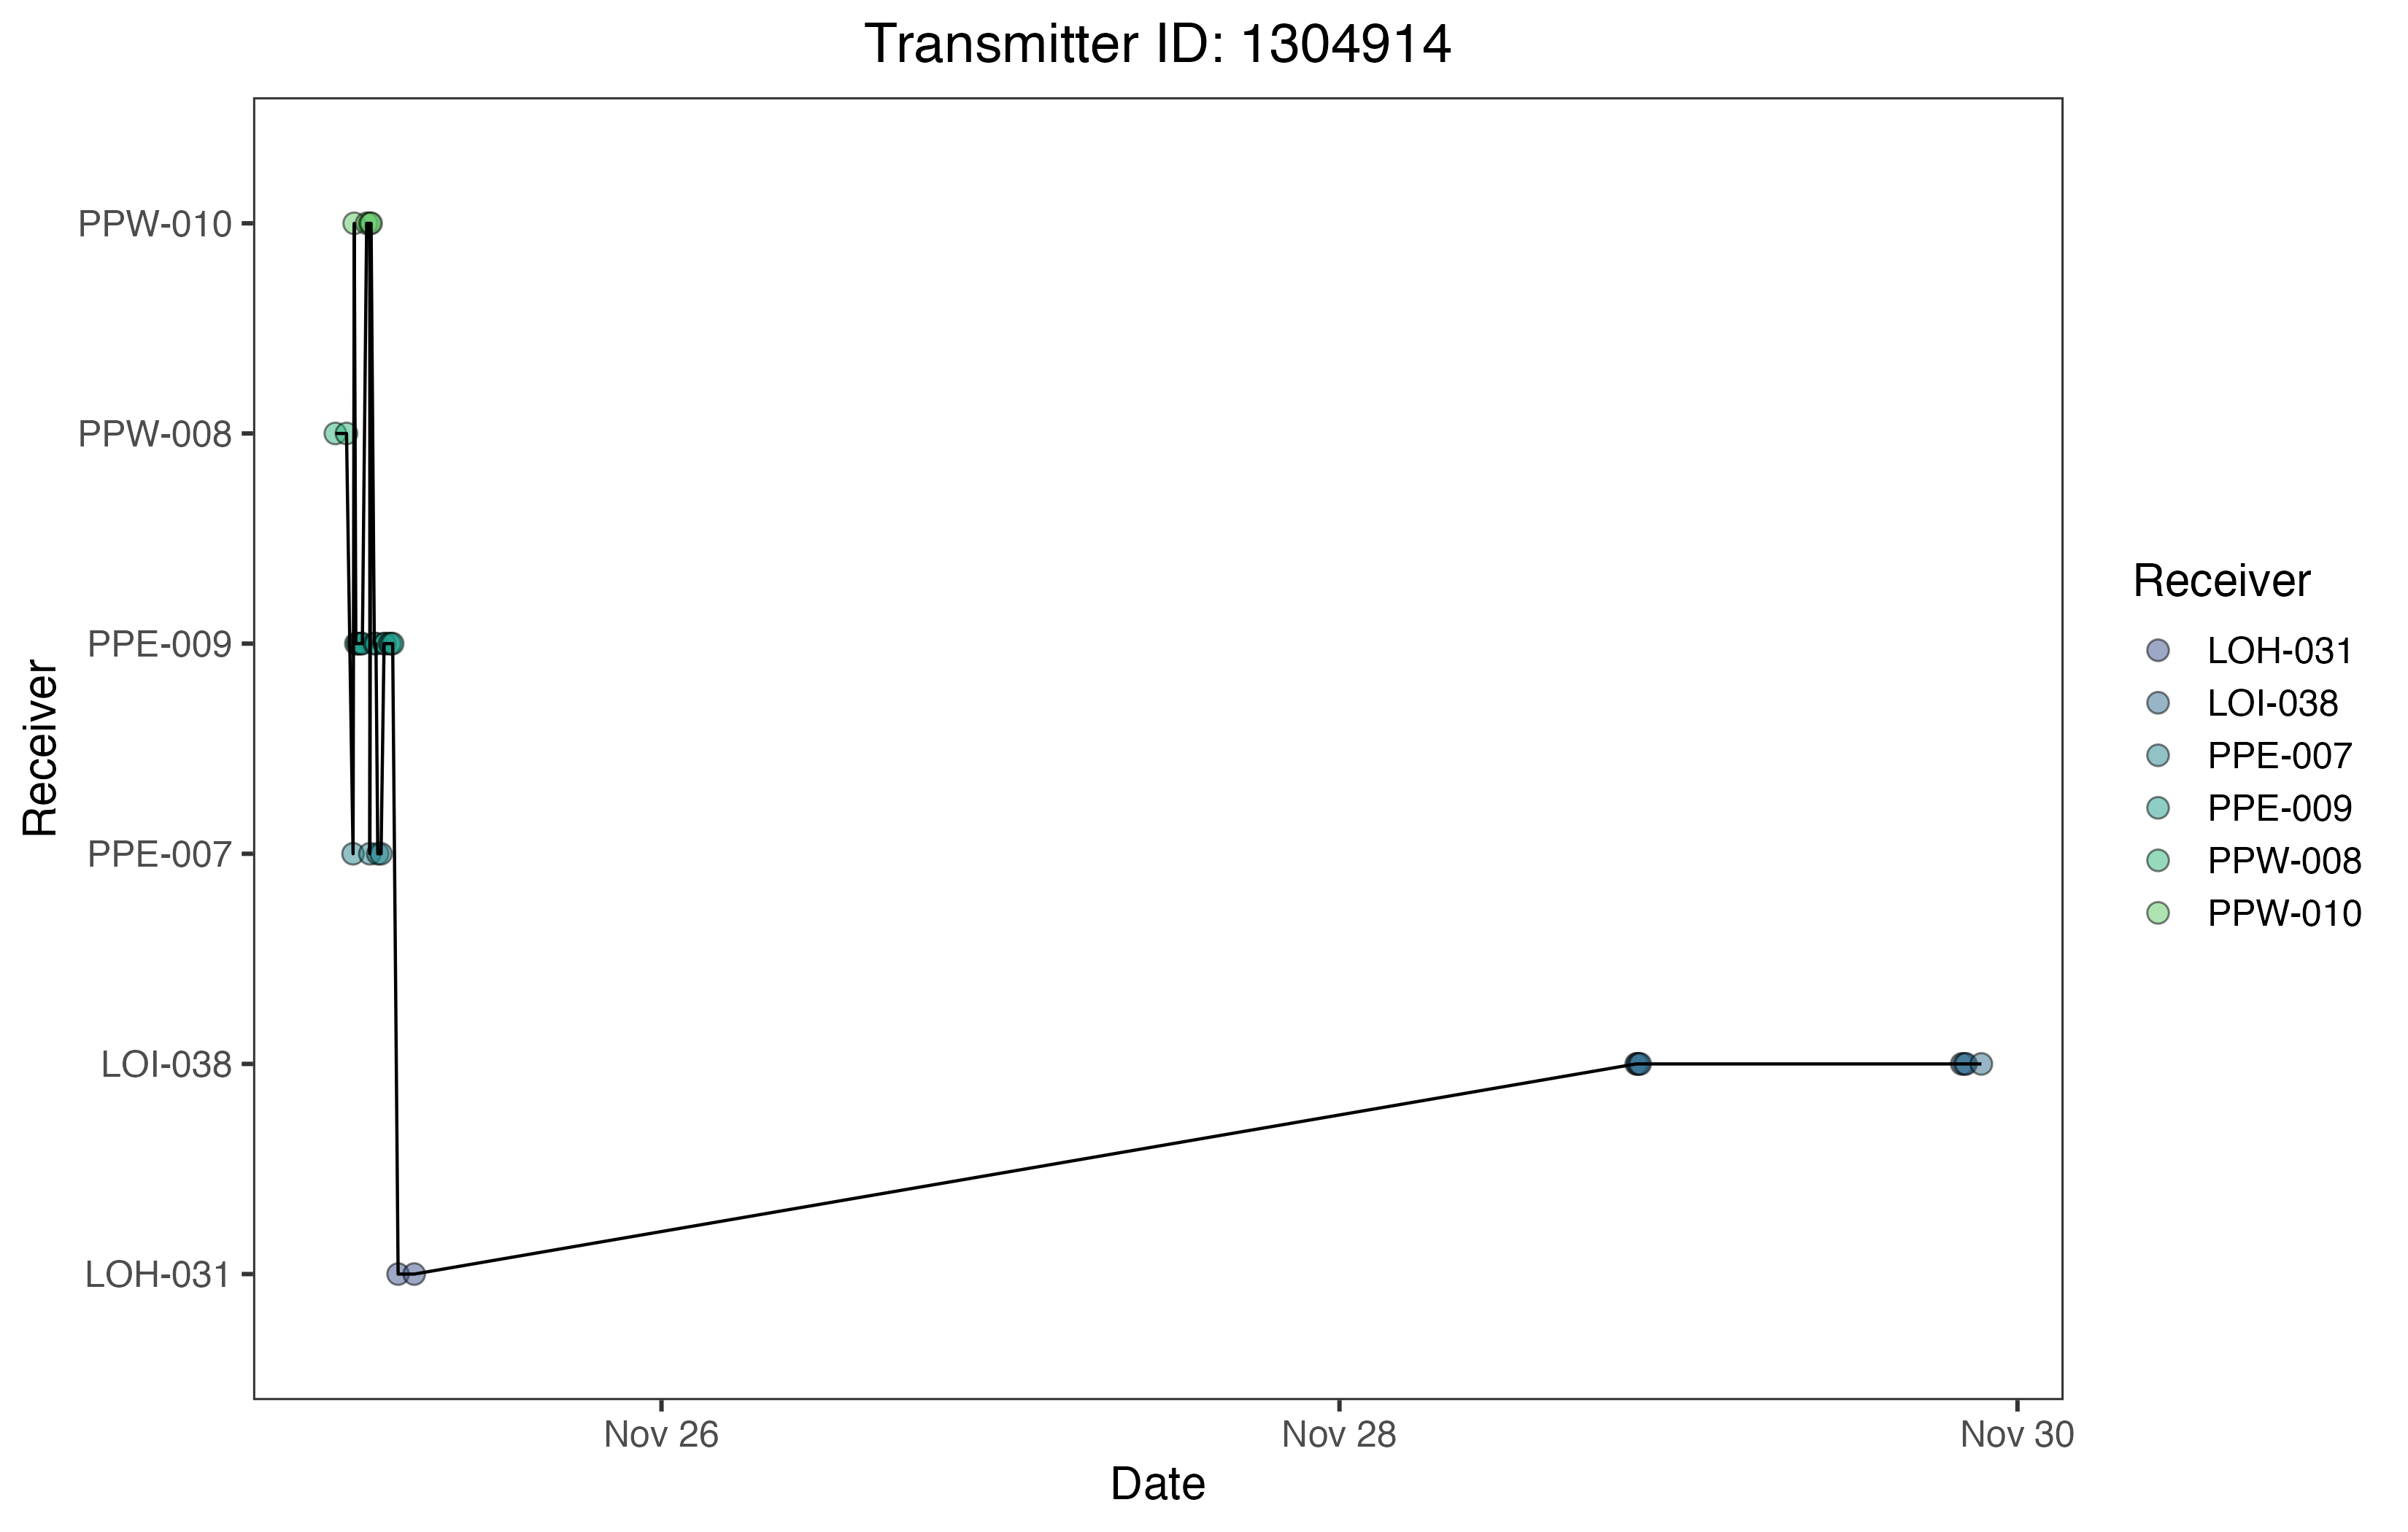 Transmitter ID: 1304914
Receiver
PPW-010
PPW-008
PPE-009
PPE-007
LOI-038
LOH-031
Nov 26
Nov 28
Nov 30
Date
Receiver
LOH-031
LOI-038
PPE-007
PPE-009
PPW-008
PPW-010